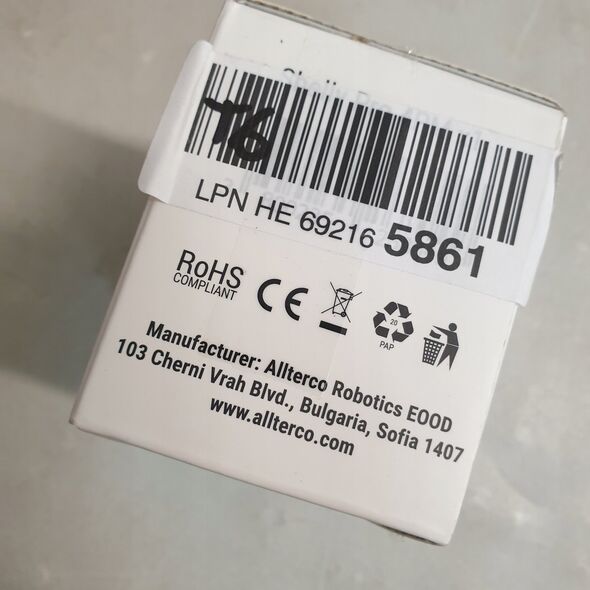 T6
LPN HE 69216 5861
RoHS
COMPLIANT
CE
20
PAP
Manufacturer: Allterco Robotics EOOD
103 Cherni Vrah Blvd., Bulgaria, Sofia 1407
www.allterco.com